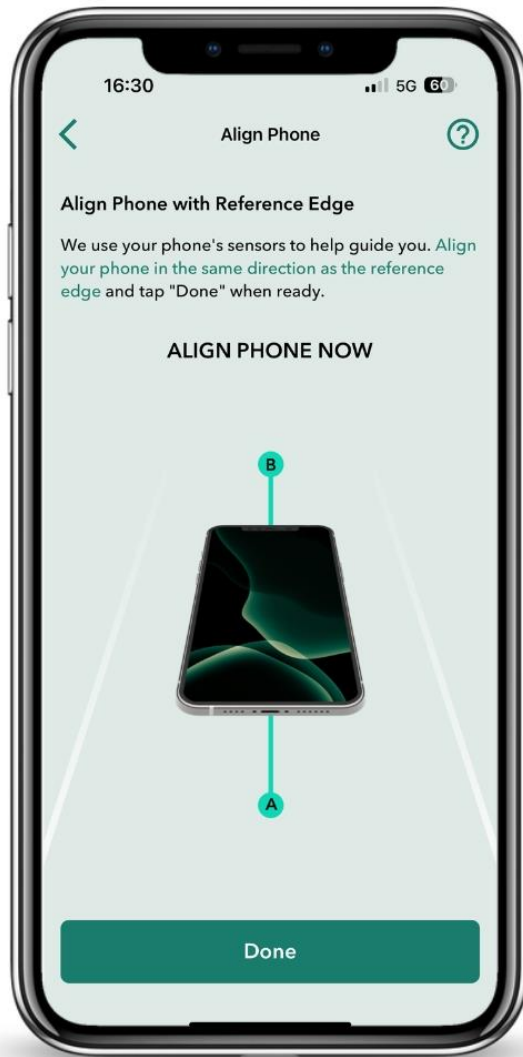 16:30
5G 60
Align Phone
?
Align Phone with Reference Edge
We use your phone's sensors to help guide you. Align
your phone in the same direction as the reference
edge and tap "Done" when ready.
ALIGN PHONE NOW
B
A
Done